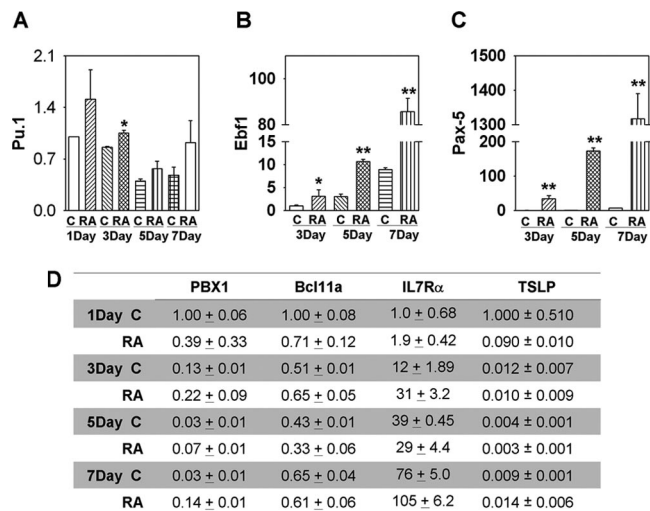 A
B
C
2.1
1.4
0.7
0.0
Pu.1
*
C RA C RA C RA C RA
1Day 3Day 5Day 7Day
100
80
15
10
5
0
Ebf1
*
**
**
C RA C RA C RA
3Day 5Day 7Day
1500
1400
1300
200
100
0
Pax-5
**
**
**
C RA C RA C RA
3Day 5Day 7Day
D
PBX1 Bcl11a IL7Rα TSLP
1Day C 1.00 ± 0.06 1.00 ± 0.08 1.0 ± 0.68 1.000 ± 0.510
RA 0.39 ± 0.33 0.71 ± 0.12 1.9 ± 0.42 0.090 ± 0.010
3Day C 0.13 ± 0.01 0.51 ± 0.01 12 ± 1.89 0.012 ± 0.007
RA 0.22 ± 0.09 0.65 ± 0.05 31 ± 3.2 0.010 ± 0.009
5Day C 0.03 ± 0.01 0.43 ± 0.01 39 ± 0.45 0.004 ± 0.001
RA 0.07 ± 0.01 0.33 ± 0.06 29 ± 4.4 0.003 ± 0.001
7Day C 0.03 ± 0.01 0.65 ± 0.04 76 ± 5.0 0.009 ± 0.001
RA 0.14 ± 0.01 0.61 ± 0.06 105 ± 6.2 0.014 ± 0.006